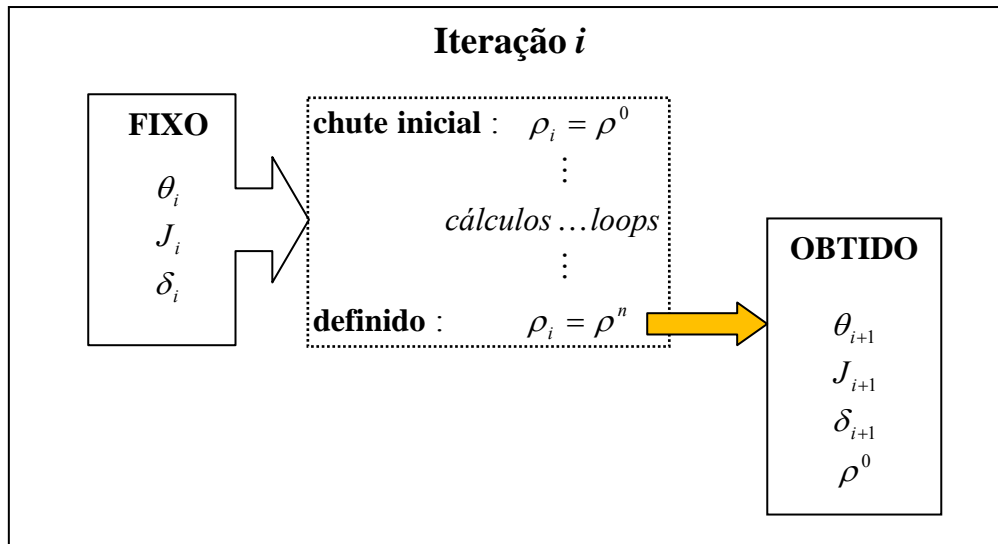 Iteração i
FIXO
θ_i
J_i
δ_i
chute inicial : ρ_i = ρ^0
⋮
cálculos …loops
⋮
definido : ρ_i = ρ^n
OBTIDO
θ_{i+1}
J_{i+1}
δ_{i+1}
ρ^0